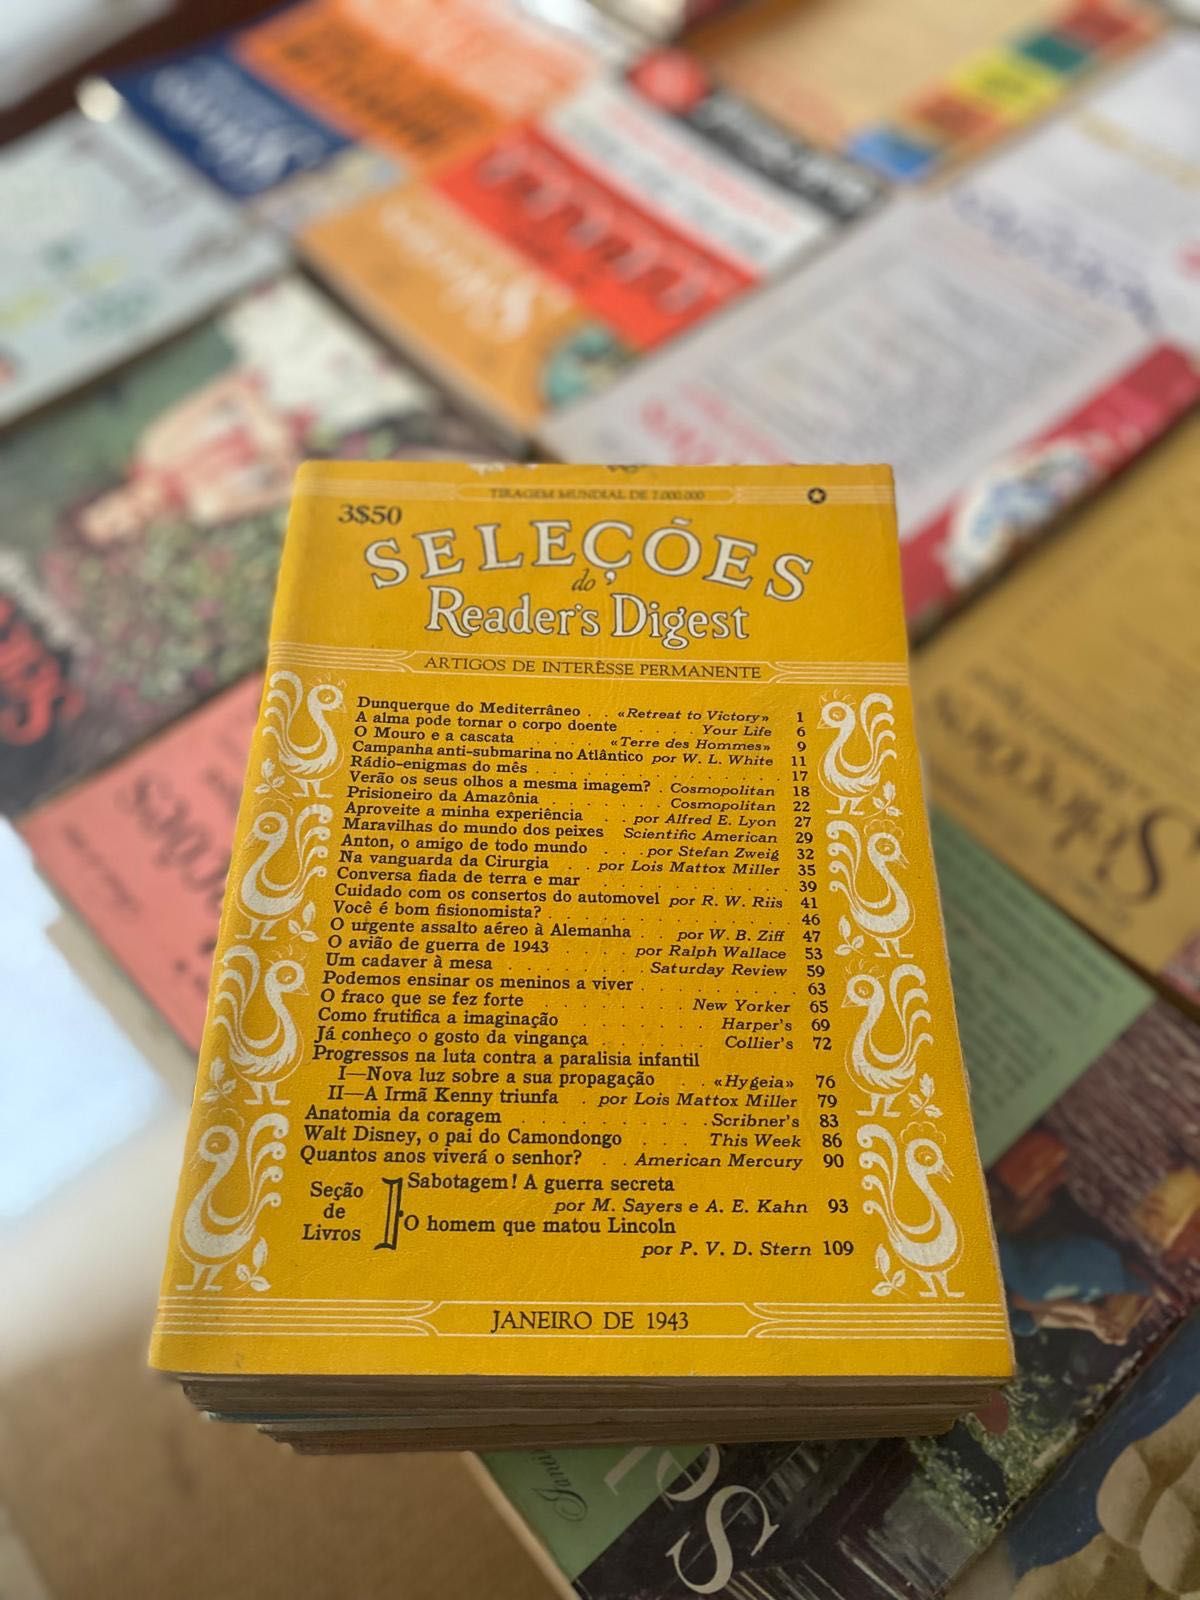 TIRAGEM MUNDIAL DE 2.000.000
3$50
SELEÇÕES
do
Reader's Digest
ARTIGOS DE INTERÊSSE PERMANENTE
Dunquerque do Mediterrâneo . . «Retreat to Victory» 1
A alma pode tornar o corpo doente . . . . . Your Life 6
O Mouro e a cascata . . . . . «Terre des Hommes» 9
Campanha anti-submarina no Atlântico por W. L. White 11
Rádio-enigmas do mês . . . . . . . . . . . . . 17
Verão os seus olhos a mesma imagem? . Cosmopolitan 18
Prisioneiro da Amazônia . . . . . . . Cosmopolitan 22
Aproveite a minha experiência . . por Alfred E. Lyon 27
Maravilhas do mundo dos peixes Scientific American 29
Anton, o amigo de todo mundo . . . por Stefan Zweig 32
Na vanguarda da Cirurgia . . por Lois Mattox Miller 35
Conversa fiada de terra e mar . . . . . . . . . . . 39
Cuidado com os consertos do automovel por R. W. Riis 41
Você é bom fisionomista? . . . . . . . . . . . . 46
O urgente assalto aéreo à Alemanha . . por W. B. Ziff 47
O avião de guerra de 1943 . . . . por Ralph Wallace 53
Um cadaver à mesa . . . . . . . . Saturday Review 59
Podemos ensinar os meninos a viver . . . . . . . . 63
O fraco que se fez forte . . . . . . . . New Yorker 65
Como frutifica a imaginação . . . . . . . Harper's 69
Já conheço o gosto da vingança . . . . . . Collier's 72
Progressos na luta contra a paralisia infantil
I—Nova luz sobre a sua propagação . . «Hygeia» 76
II—A Irmã Kenny triunfa . por Lois Mattox Miller 79
Anatomia da coragem . . . . . . . . . Scribner's 83
Walt Disney, o pai do Camondongo . . . This Week 86
Quantos anos viverá o senhor? . . American Mercury 90
Seção
de
Livros
Sabotagem! A guerra secreta
por M. Sayers e A. E. Kahn 93
O homem que matou Lincoln
por P. V. D. Stern 109
JANEIRO DE 1943